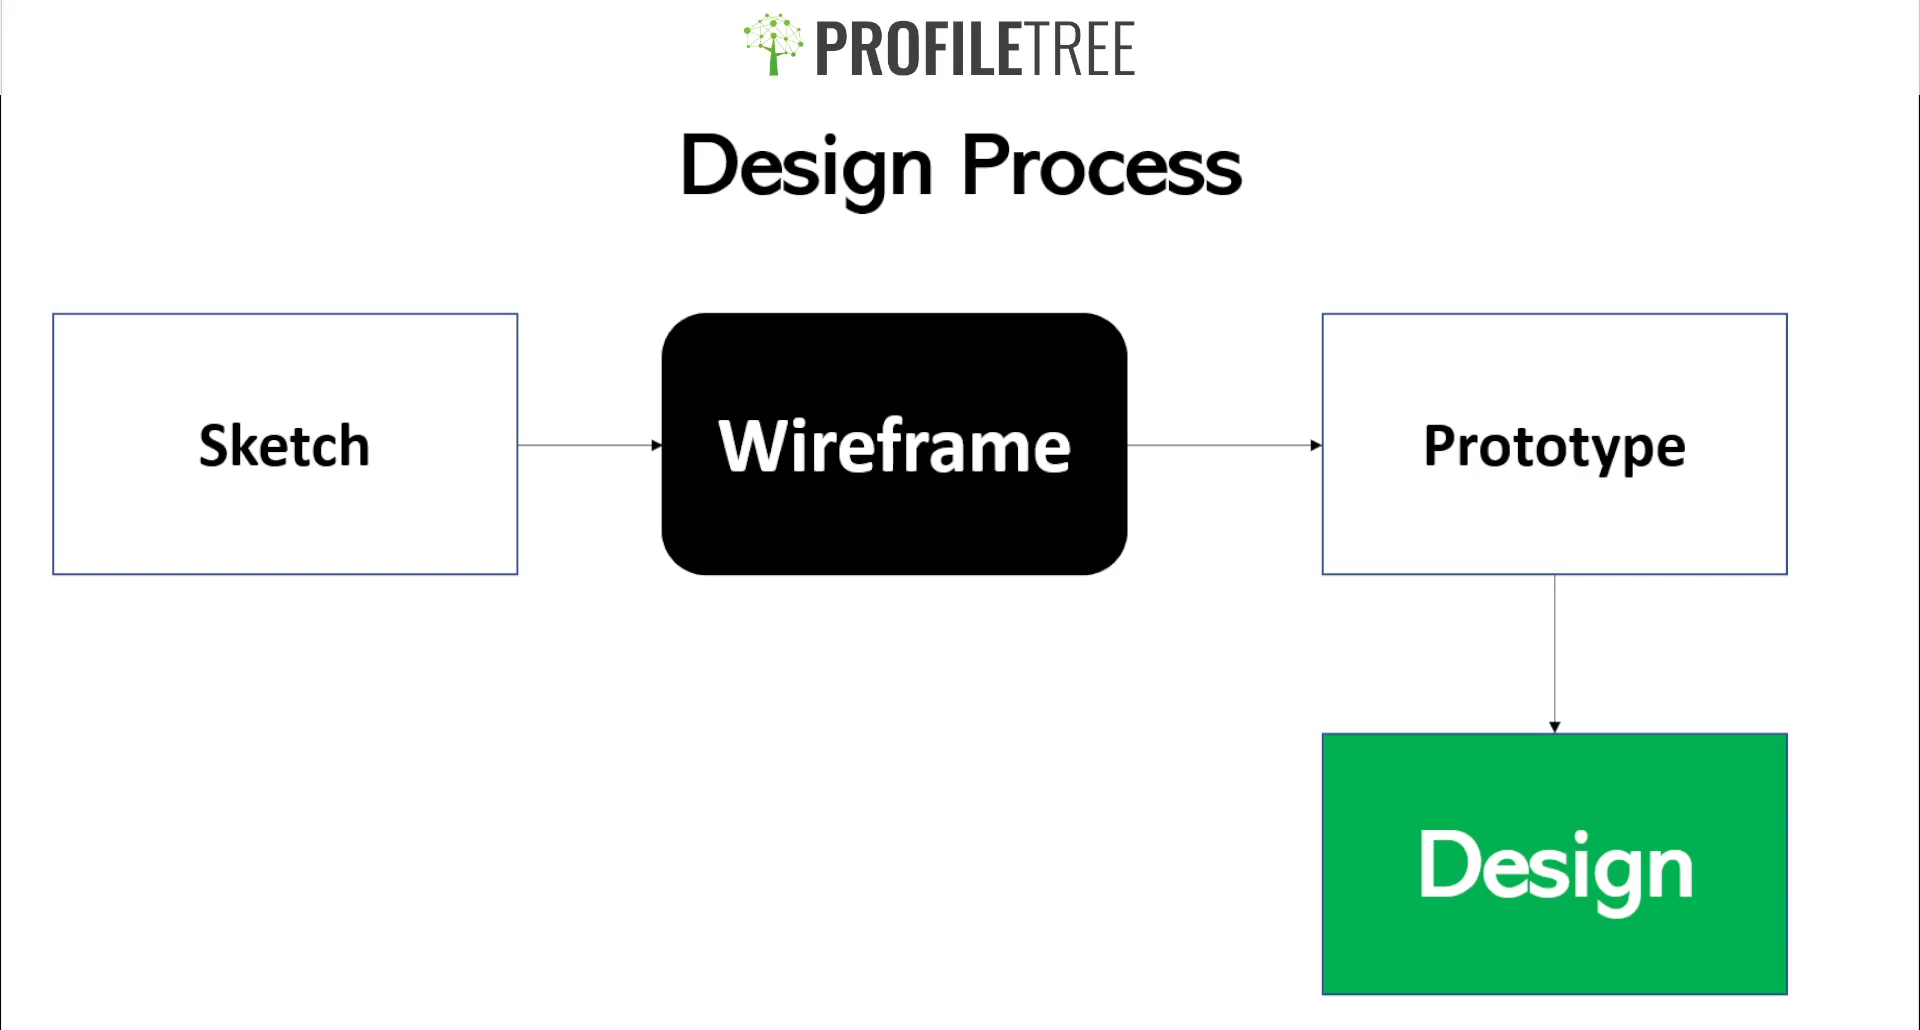 PROFILETREE
Design Process
Sketch
Wireframe
Prototype
Design